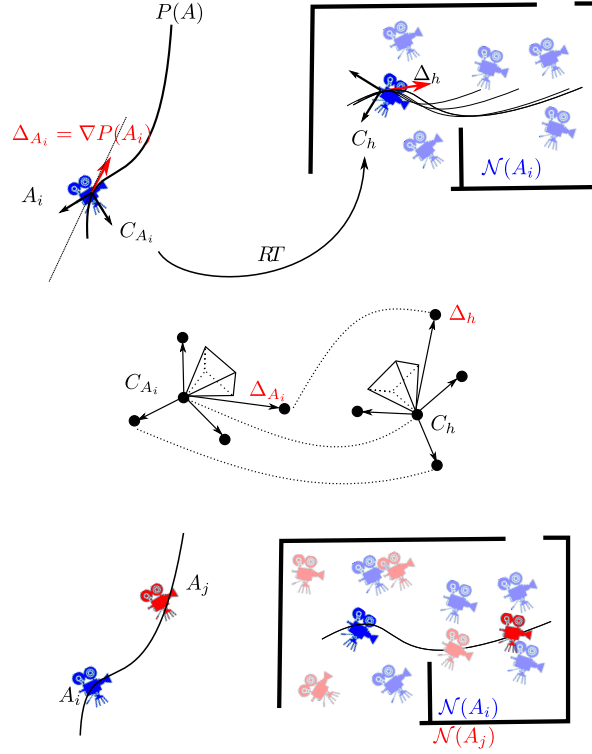 P(A)
Δ_h
Δ_{A_i} = ∇P(A_i)
C_h
A_i
𝒩(A_i)
C_{A_i}
RT
Δ_h
C_{A_i}
Δ_{A_i}
C_h
A_j
A_i
𝒩(A_i)
𝒩(A_j)